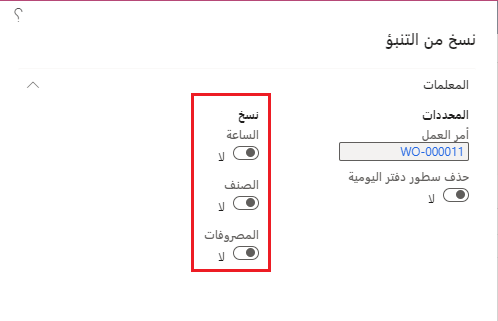 ؟
نسخ من التنبؤ
المعلمات
المحددات
أمر العمل
WO-000011
حذف سطور دفتر اليومية
لا
نسخ
الساعة
لا
الصنف
لا
المصروفات
لا